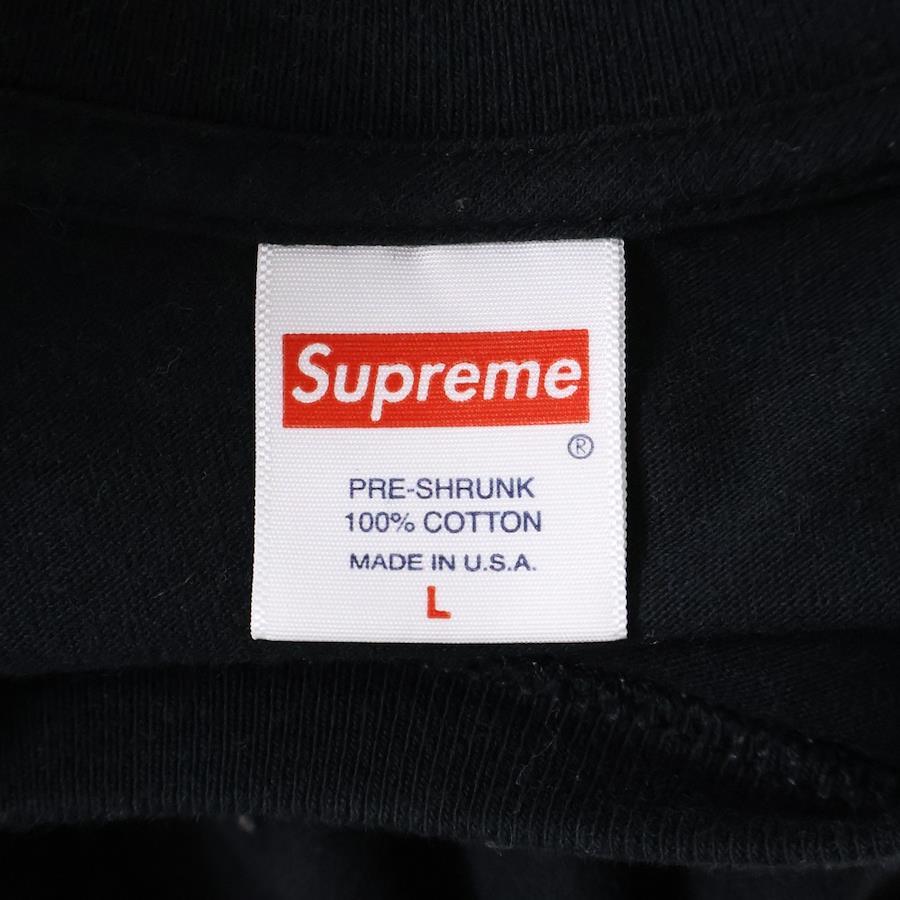 Supreme
®
PRE-SHRUNK
100% COTTON
MADE IN U.S.A.
L